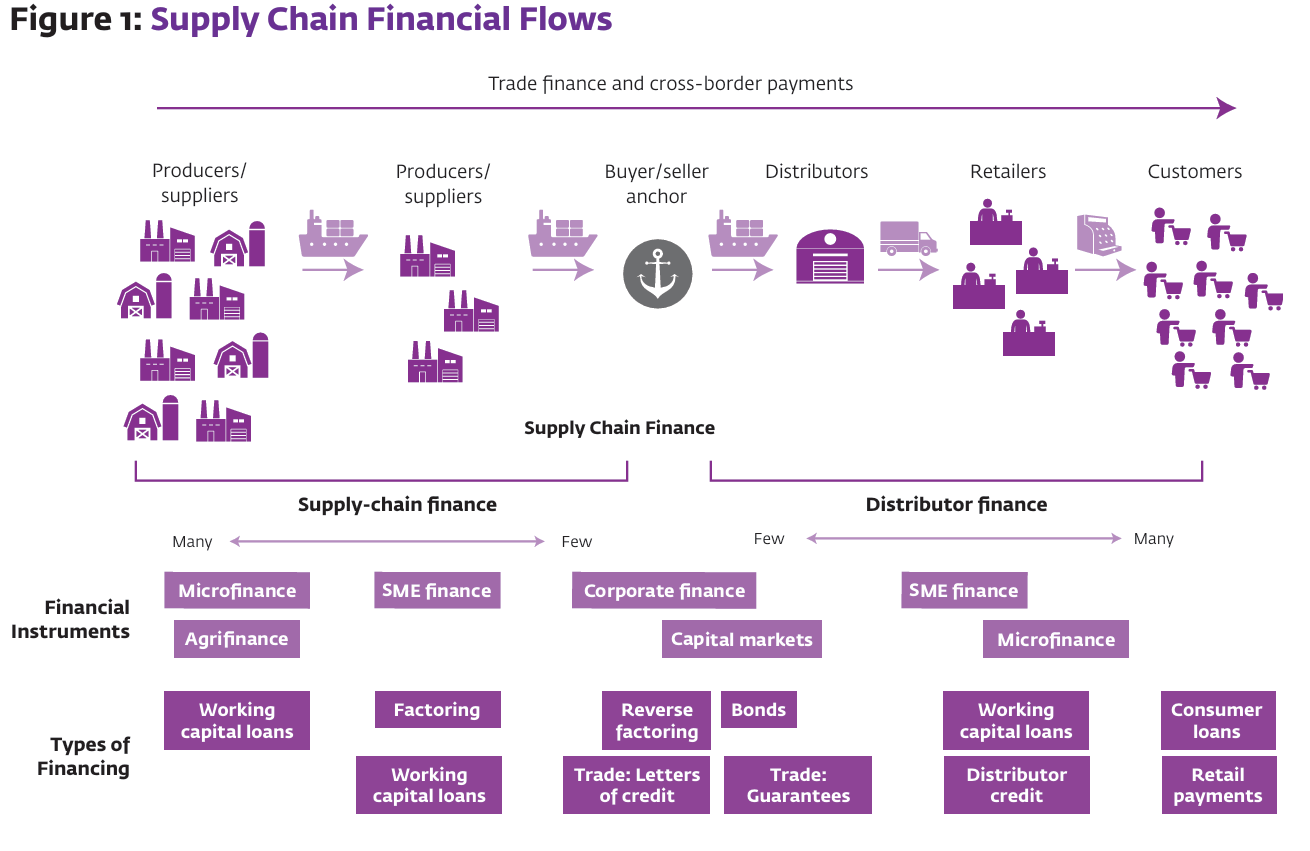 Figure 1: Supply Chain Financial Flows
Trade finance and cross-border payments
Producers/
suppliers
Producers/
suppliers
Buyer/seller
anchor
Distributors
Retailers
Customers
Supply Chain Finance
Supply-chain finance
Distributor finance
Many
Few
Few
Many
Financial
Instruments
Microfinance
SME finance
Corporate finance
SME finance
Agrifinance
Capital markets
Microfinance
Types of
Financing
Working
capital loans
Factoring
Reverse
factoring
Bonds
Working
capital loans
Consumer
loans
Working
capital loans
Trade: Letters
of credit
Trade:
Guarantees
Distributor
credit
Retail
payments